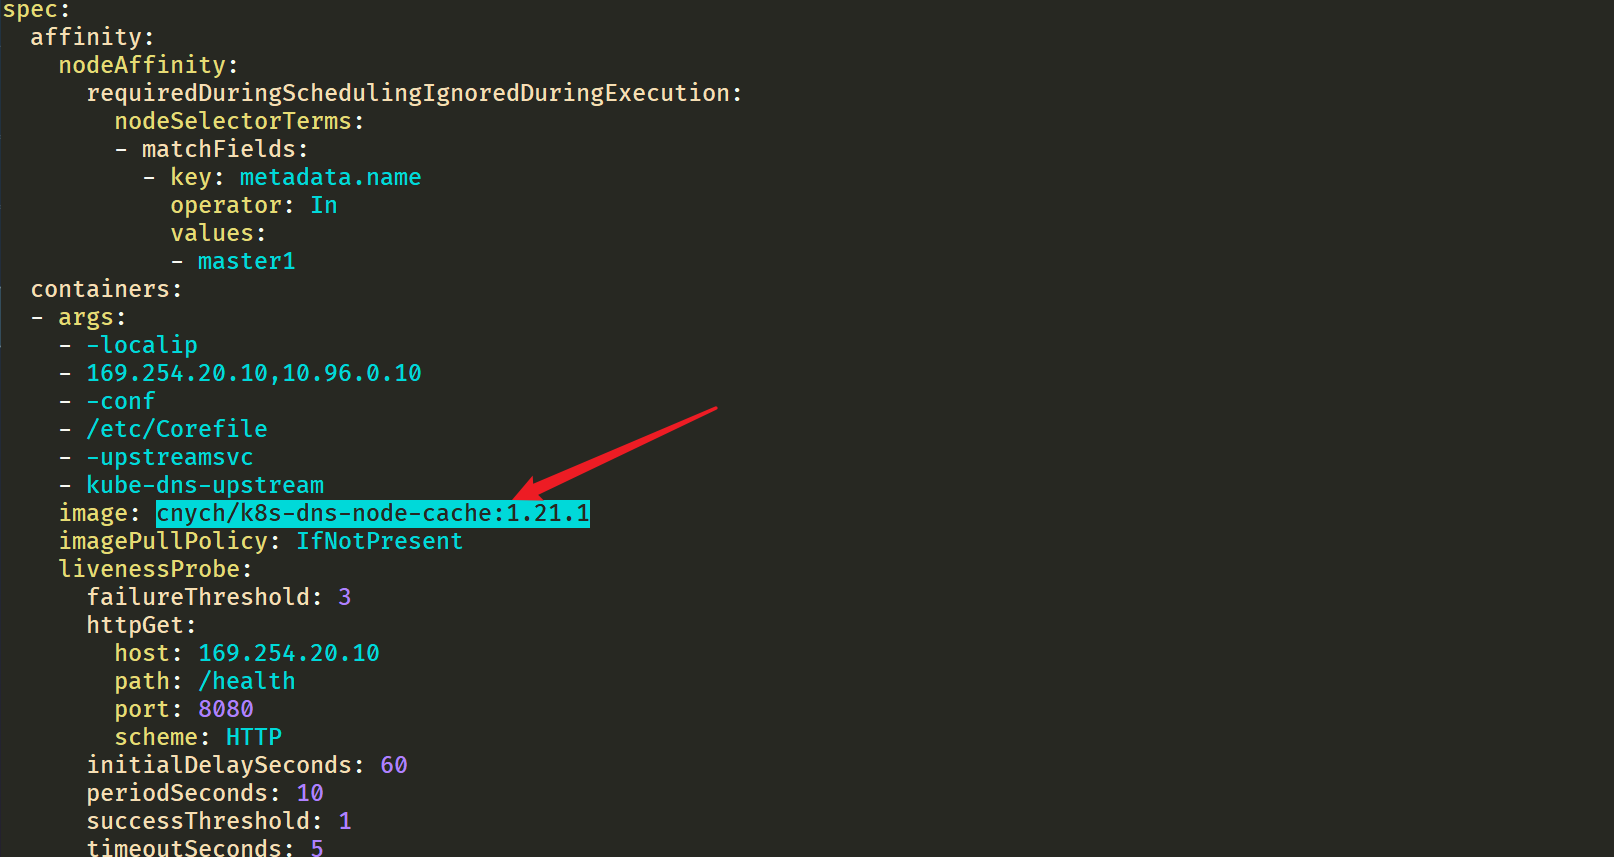 spec:
  affinity:
    nodeAffinity:
      requiredDuringSchedulingIgnoredDuringExecution:
        nodeSelectorTerms:
        - matchFields:
          - key: metadata.name
            operator: In
            values:
            - master1
  containers:
  - args:
    - -localip
    - 169.254.20.10,10.96.0.10
    - -conf
    - /etc/Corefile
    - -upstreamsvc
    - kube-dns-upstream
    image: cnych/k8s-dns-node-cache:1.21.1
    imagePullPolicy: IfNotPresent
    livenessProbe:
      failureThreshold: 3
      httpGet:
        host: 169.254.20.10
        path: /health
        port: 8080
        scheme: HTTP
      initialDelaySeconds: 60
      periodSeconds: 10
      successThreshold: 1
      timeoutSeconds: 5